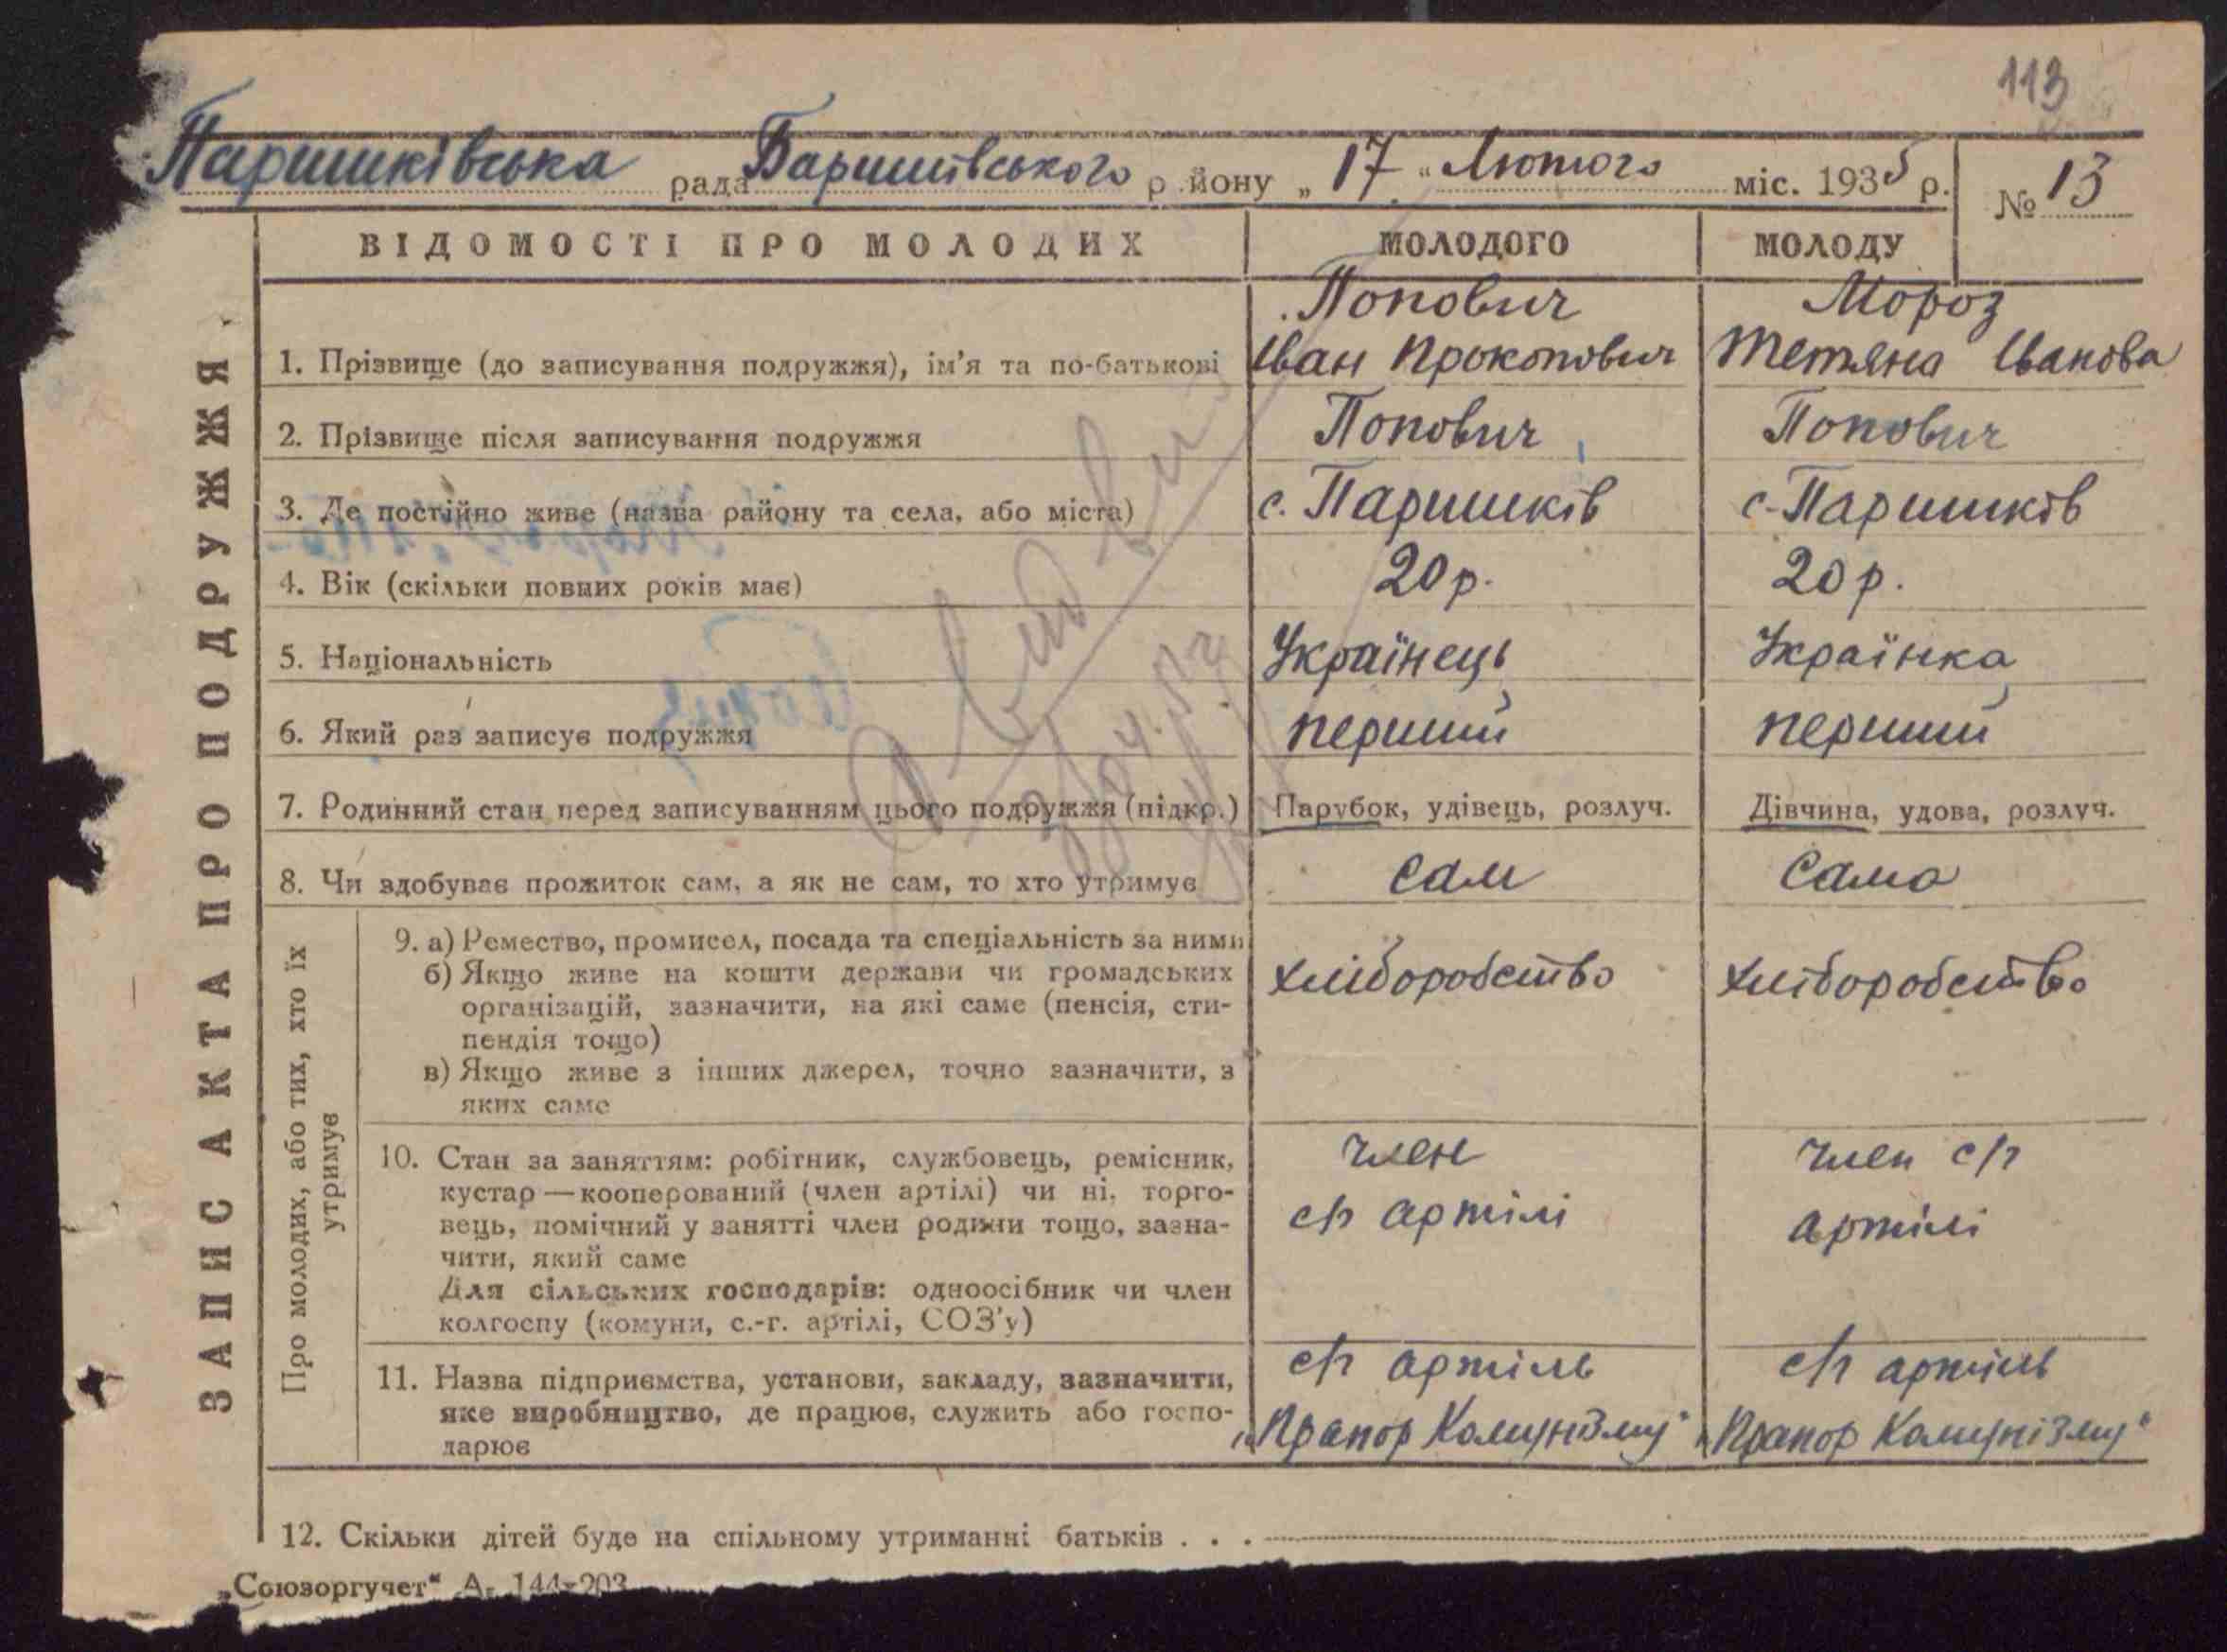 113
Паришківська рада Баришівського району „17“ Лютого міс. 1935 р. № 13
ЗАПИС АКТА ПРО ПОДРУЖЖЯ
ВІДОМОСТІ ПРО МОЛОДИХ МОЛОДОГО МОЛОДУ
Попович Мороз
1. Прізвище (до записування подружжя), ім’я та по-батькові Іван Прокопович Тетяна Іванова
2. Прізвище після записування подружжя Попович Попович
3. Де постійно живе (назва району та села, або міста) с. Паришків с. Паришків
4. Вік (скільки повних років має) 20 р. 20 р.
5. Національність Українець Українка
6. Який раз записує подружжя перший перший
7. Родинний стан перед записуванням цього подружжя (підкр.) Парубок, удівець, розлуч. Дівчина, удова, розлуч.
8. Чи здобуває прожиток сам, а як не сам, то хто утримує сам сама
Про молодих, або тих, хто їх
утримує
9. а) Ремество, промисел, посада та спеціальність за ними
б) Якщо живе на кошти держави чи громадських хліборобство хліборобство
організацій, зазначити, на які саме (пенсія, сти-
пендія тощо)
в) Якщо живе з інших джерел, точно зазначити, з
яких саме
10. Стан за заняттям: робітник, службовець, ремісник, член член с/г
кустар — кооперований (член артілі) чи ні, торго- с/г артілі артілі
вець, помічний у занятті член родини тощо, зазна-
чити, який саме
Для сільських господарів: одноосібник чи член
колгоспу (комуни, с.-г. артілі, СОЗ’у)
11. Назва підприємства, установи, закладу, зазначити, с/г артіль с/г артіль
яке виробництво, де працює, служить або госпо- „Прапор Комунізму“ „Прапор Комунізму“
дарює
12. Скільки дітей буде на спільному утриманні батьків . . .
„Союзоргучет“ 144-203